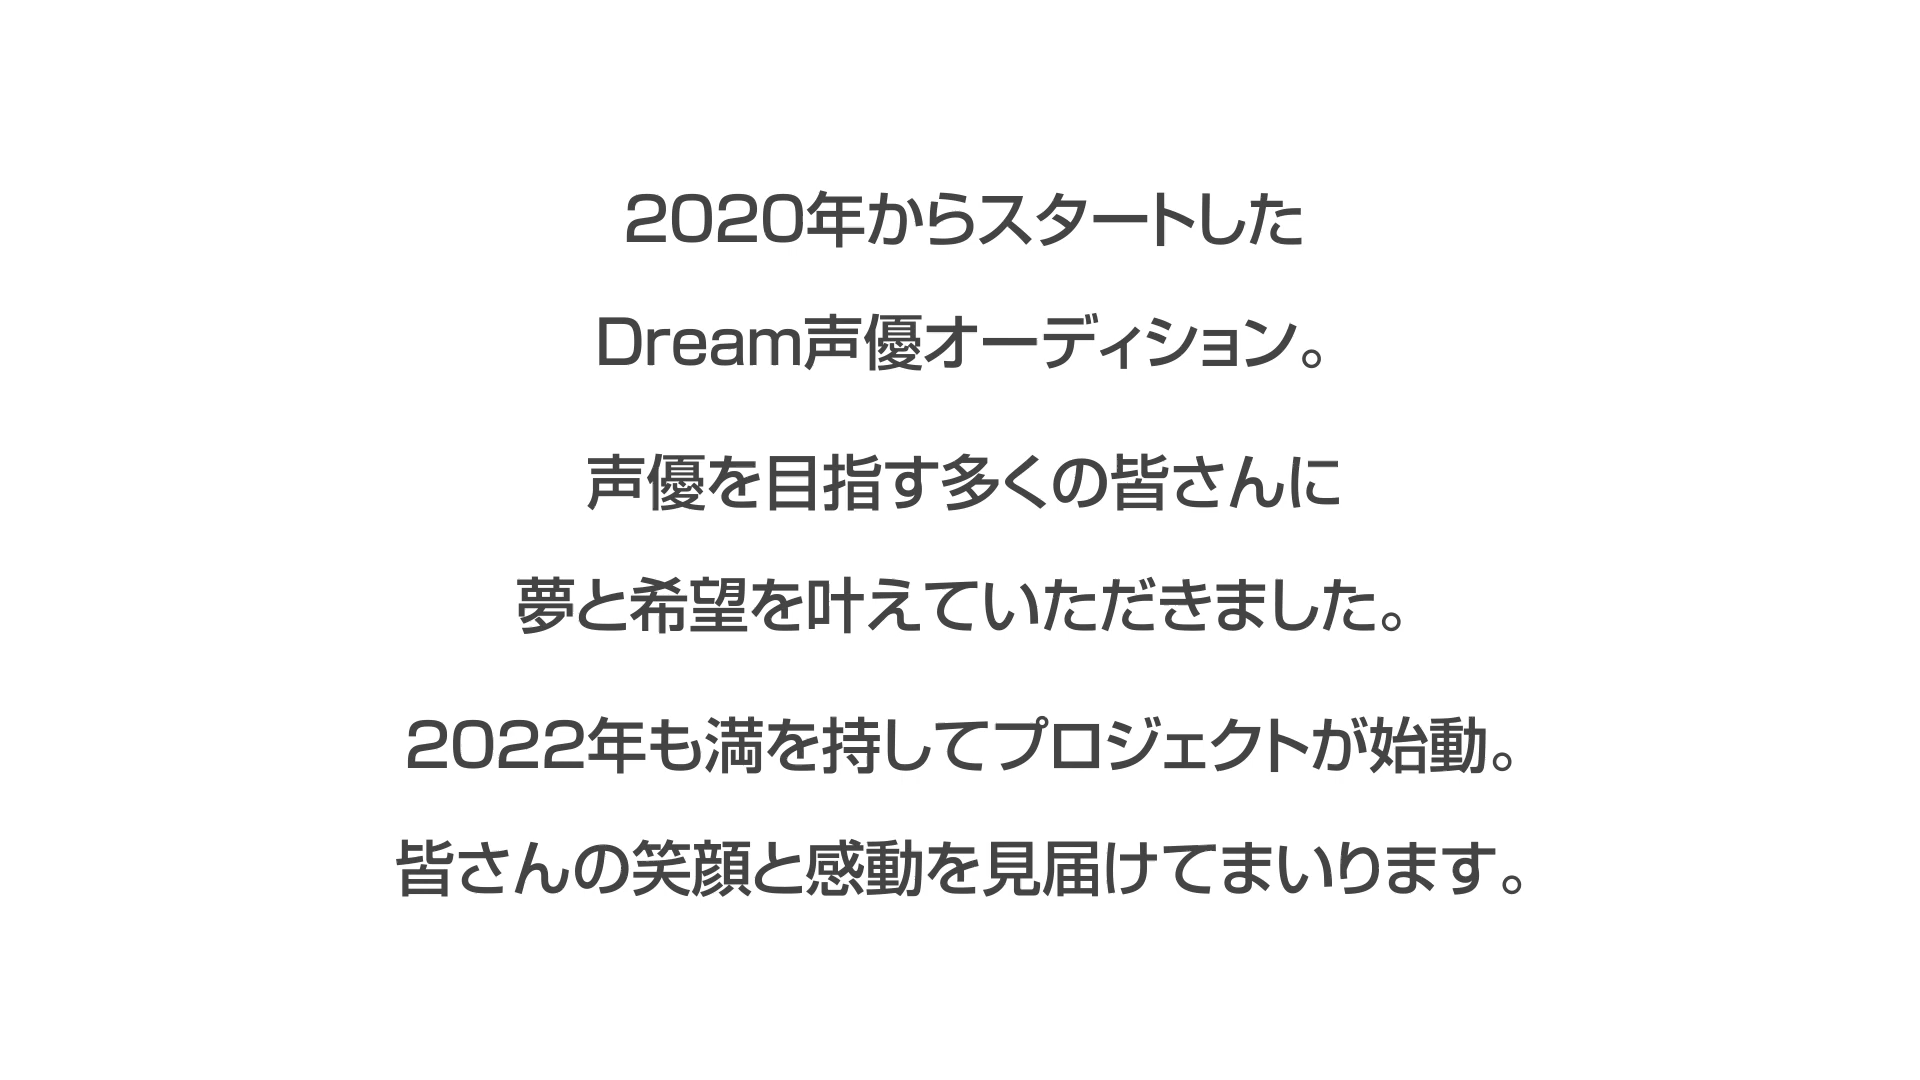 2020年からスタートした
Dream声優オーディション。
声優を目指す多くの皆さんに
夢と希望を叶えていただきました。
2022年も満を持してプロジェクトが始動。
皆さんの笑顔と感動を見届けてまいります。